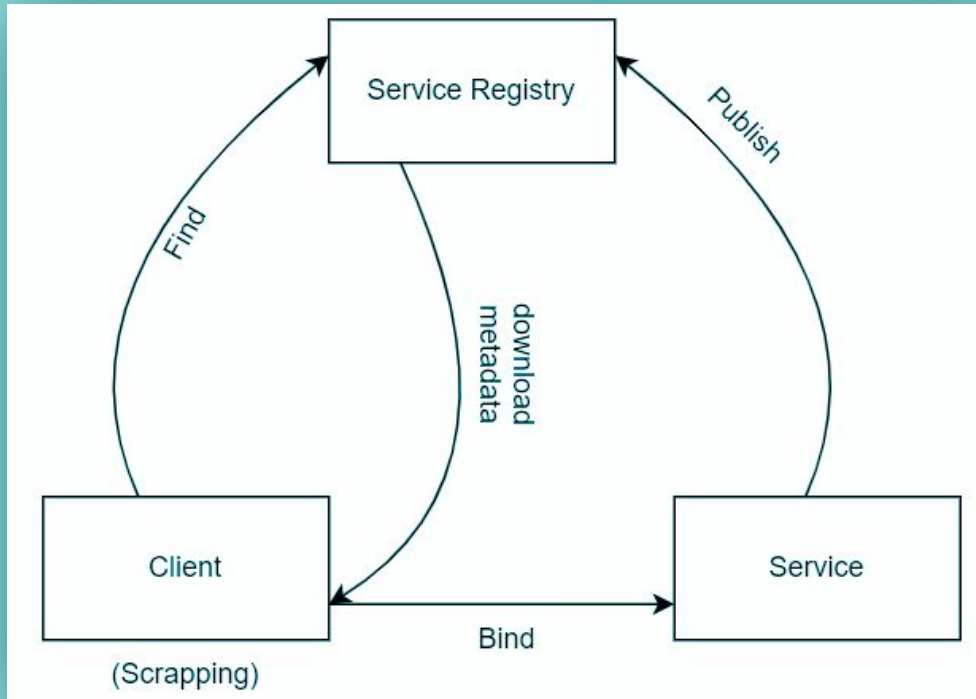 Service Registry
Publish
Find
download
metadata
Client
Service
Bind
(Scrapping)